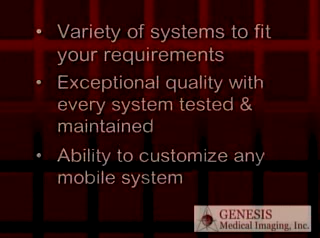 • Variety of systems to fit
your requirements
• Exceptional quality with
every system tested &
maintained
• Ability to customize any
mobile system
GENESIS
Medical Imaging, Inc.